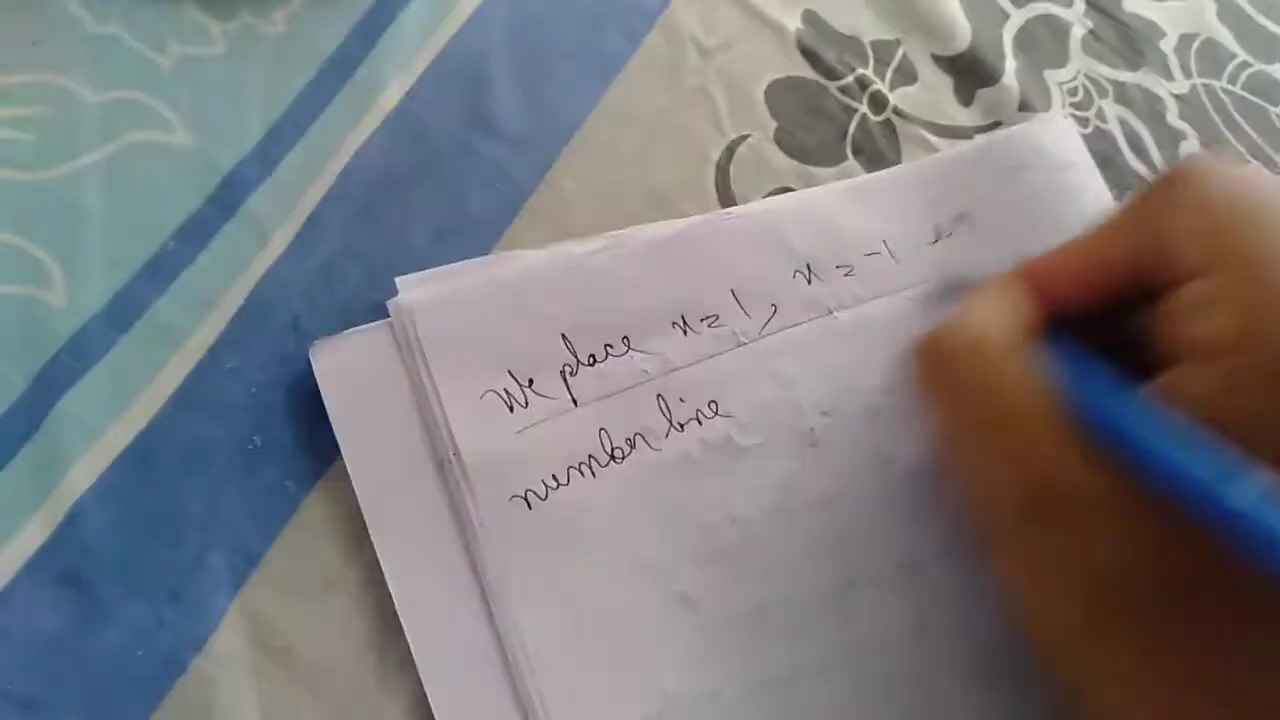 We place x = 1, x = -1
number line